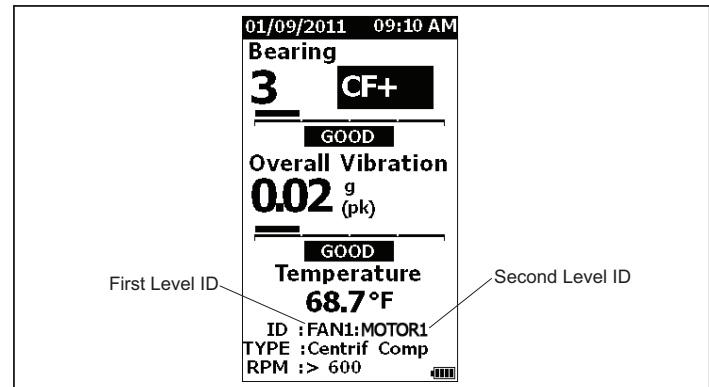 01/09/2011 09:10 AM
Bearing
3 CF+
GOOD
Overall Vibration
0.02 g
(pk)
GOOD
Temperature
68.7°F
First Level ID
Second Level ID
ID :FAN1:MOTOR1
TYPE :Centrif Comp
RPM :> 600